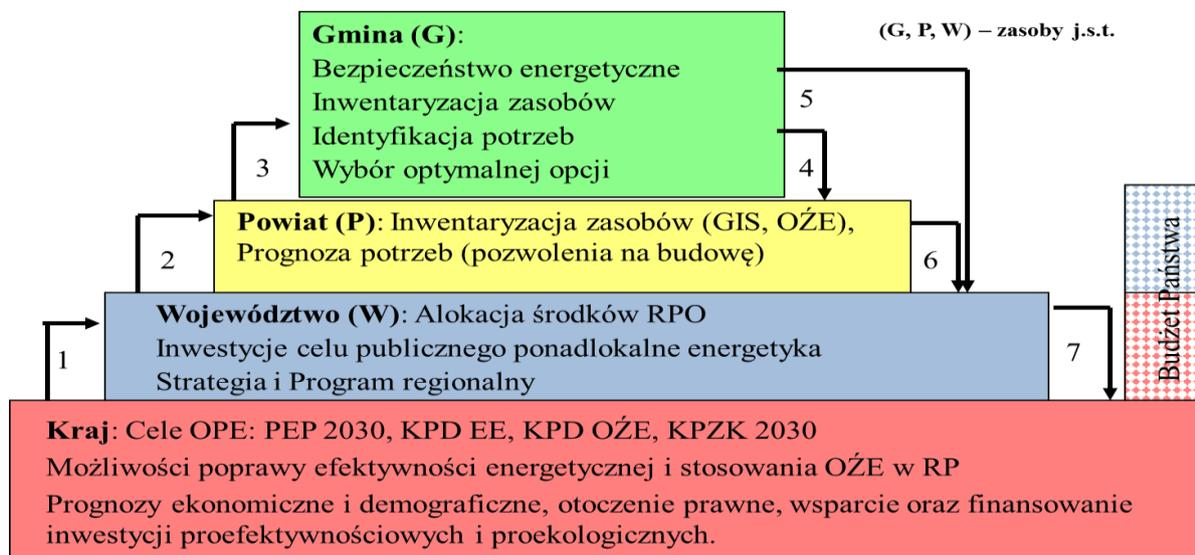 Gmina (G):
(G, P, W) – zasoby j.s.t.
Bezpieczeństwo energetyczne
Inwentaryzacja zasobów
5
Identyfikacja potrzeb
Wybór optymalnej opcji
3
4
Powiat (P): Inwentaryzacja zasobów (GIS, OŹE),
Prognoza potrzeb (pozwolenia na budowę)
2
6
Województwo (W): Alokacja środków RPO
Inwestycje celu publicznego ponadlokalne energetyka
Strategia i Program regionalny
1
7
Budżet Państwa
Kraj: Cele OPE: PEP 2030, KPD EE, KPD OŹE, KPZK 2030
Możliwości poprawy efektywności energetycznej i stosowania OŹE w RP
Prognozy ekonomiczne i demograficzne, otoczenie prawne, wsparcie oraz finansowanie
inwestycji proefektywnościowych i proekologicznych.